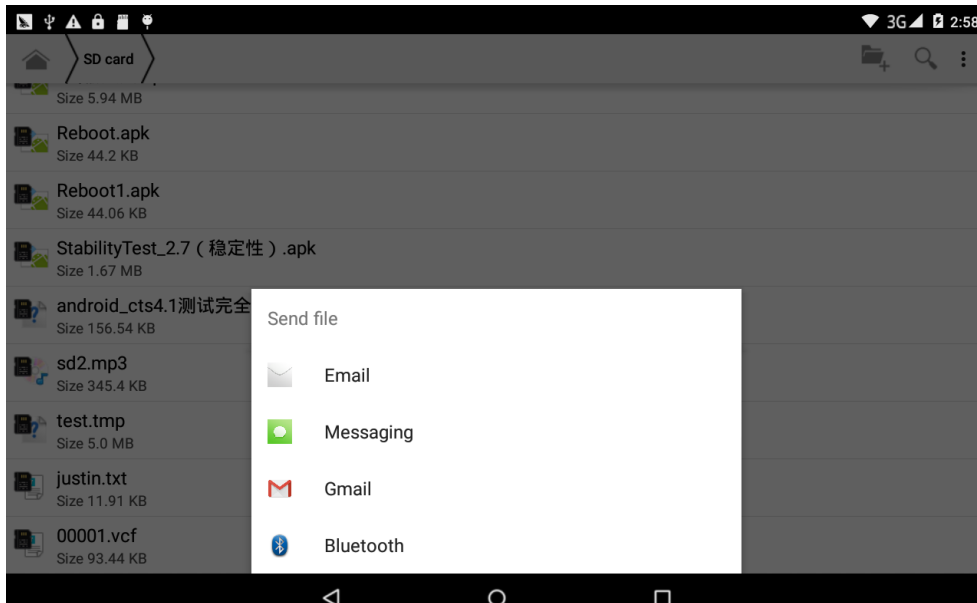 3G 2:58
SD card
Size 5.94 MB
Reboot.apk
Size 44.2 KB
Reboot1.apk
Size 44.06 KB
StabilityTest_2.7（稳定性）.apk
Size 1.67 MB
android_cts4.1测试完全
Size 156.54 KB
sd2.mp3
Size 345.4 KB
test.tmp
Size 5.0 MB
justin.txt
Size 11.91 KB
00001.vcf
Size 93.44 KB
Send file
Email
Messaging
Gmail
Bluetooth